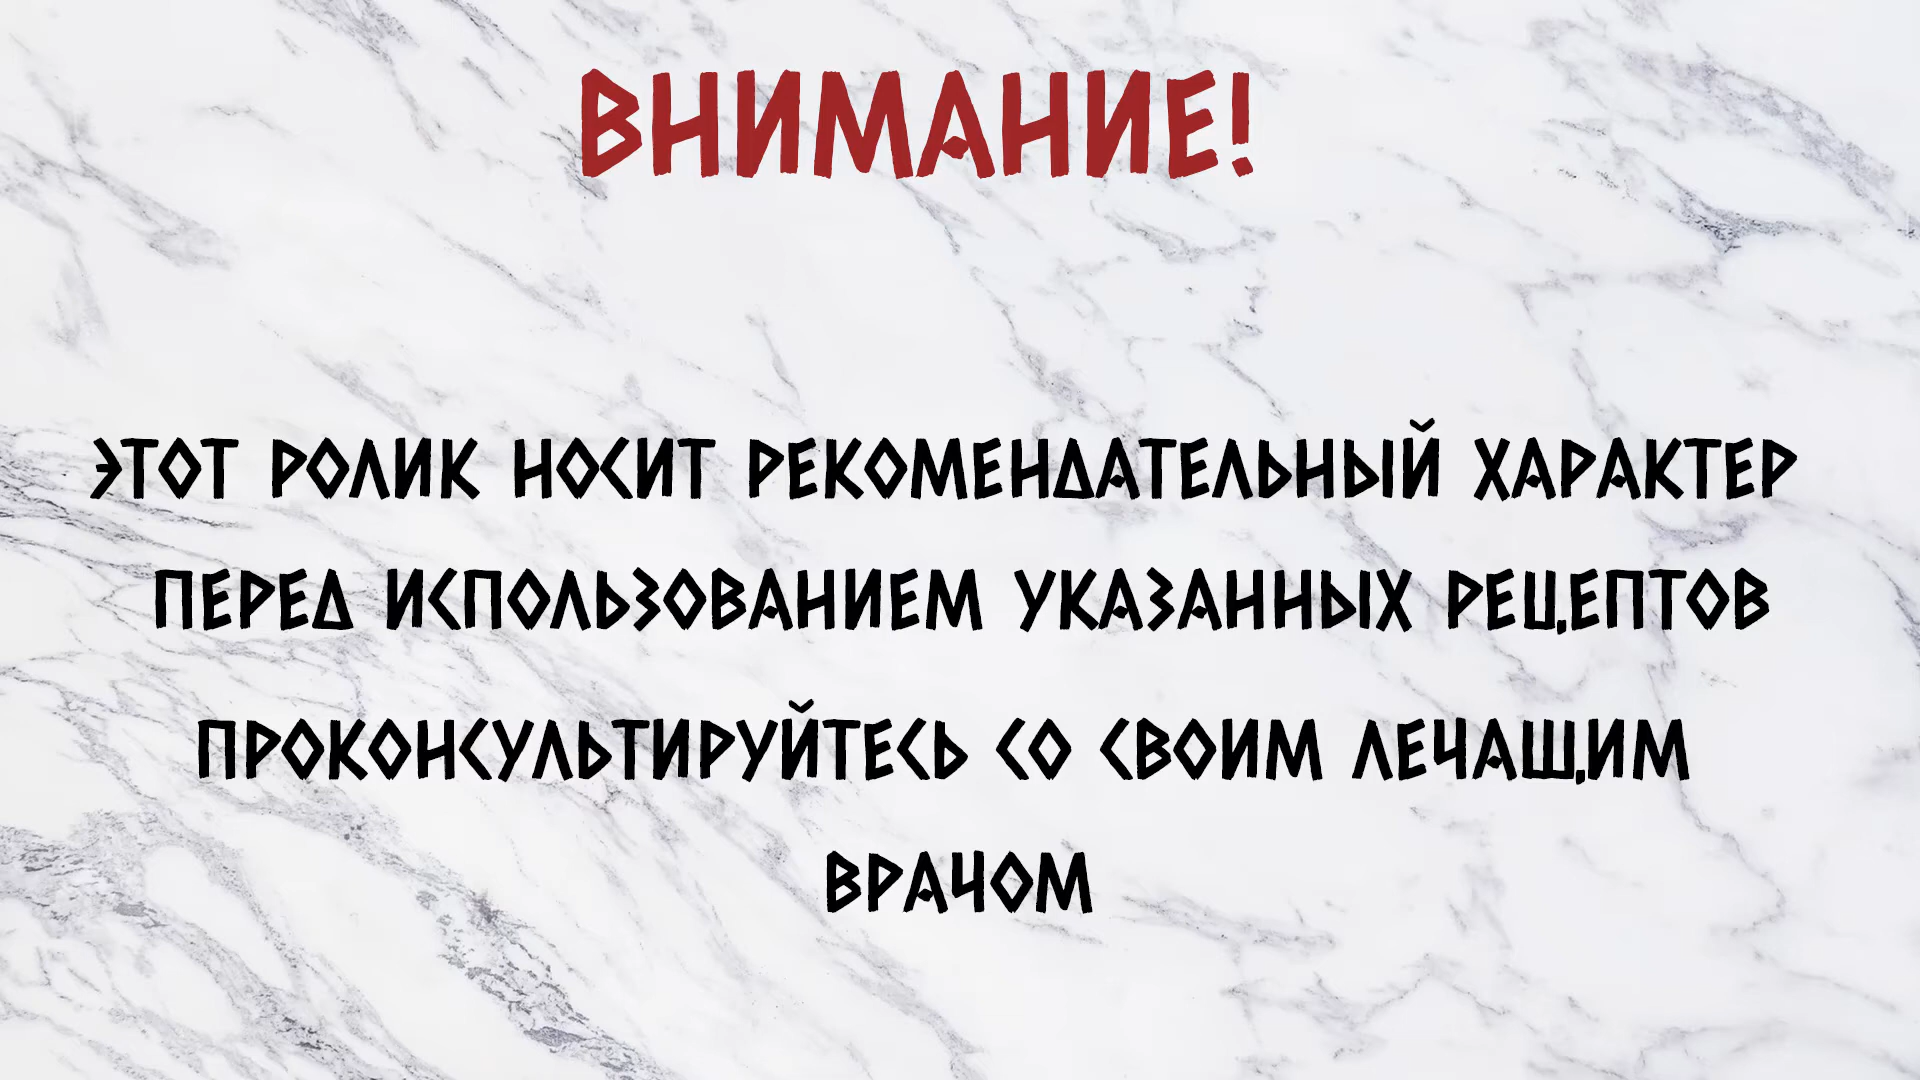 ВНИМАНИЕ!
ЭТОТ РОЛИК НОСИТ РЕКОМЕНДАТЕЛЬНЫЙ ХАРАКТЕР
ПЕРЕД ИСПОЛЬЗОВАНИЕМ УКАЗАННЫХ РЕЦЕПТОВ
ПРОКОНСУЛЬТИРУЙТЕСЬ СО СВОИМ ЛЕЧАЩИМ
ВРАЧОМ